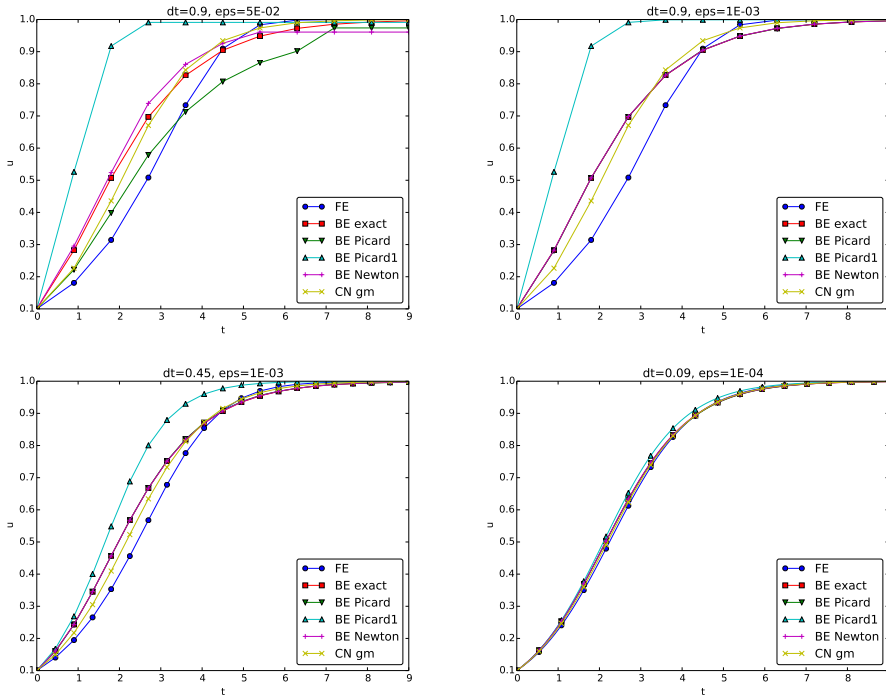 dt=0.9, eps=5E-02
1.0
0.9
0.8
0.7
0.6
0.5
0.4
0.3
0.2
0.1
u
0 1 2 3 4 5 6 7 8 9
t
FE
BE exact
BE Picard
BE Picard1
BE Newton
CN gm
dt=0.9, eps=1E-03
1.0
0.9
0.8
0.7
0.6
0.5
0.4
0.3
0.2
0.1
u
0 1 2 3 4 5 6 7 8
t
FE
BE exact
BE Picard
BE Picard1
BE Newton
CN gm
dt=0.45, eps=1E-03
1.0
0.9
0.8
0.7
0.6
0.5
0.4
0.3
0.2
0.1
u
0 1 2 3 4 5 6 7 8
t
FE
BE exact
BE Picard
BE Picard1
BE Newton
CN gm
dt=0.09, eps=1E-04
1.0
0.9
0.8
0.7
0.6
0.5
0.4
0.3
0.2
0.1
u
0 1 2 3 4 5 6 7 8
t
FE
BE exact
BE Picard
BE Picard1
BE Newton
CN gm